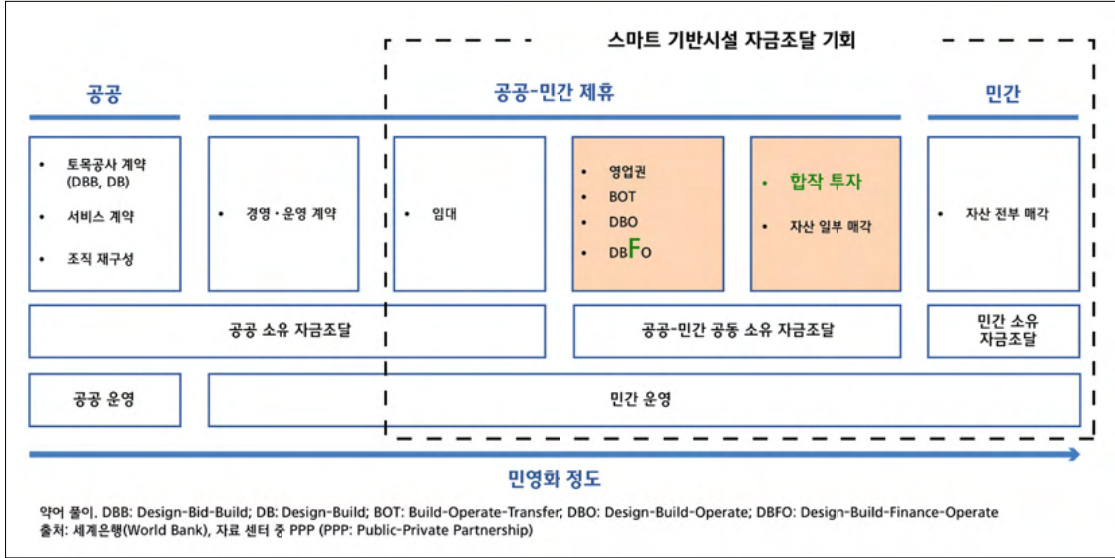 스마트 기반시설 자금조달 기회
공공
공공-민간 제휴
민간
• 토목공사 계약
(DBB, DB)
• 서비스 계약
• 조직 재구성
• 경영·운영 계약
• 임대
• 영업권
• BOT
• DBO
• DBFO
• 합작 투자
• 자산 일부 매각
• 자산 전부 매각
공공 소유 자금조달
공공-민간 공동 소유 자금조달
민간 소유
자금조달
공공 운영
민간 운영
민영화 정도
약어 풀이. DBB: Design-Bid-Build; DB: Design-Build; BOT: Build-Operate-Transfer; DBO: Design-Build-Operate; DBFO: Design-Build-Finance-Operate
출처: 세계은행(World Bank), 자료 센터 중 PPP (PPP: Public-Private Partnership)